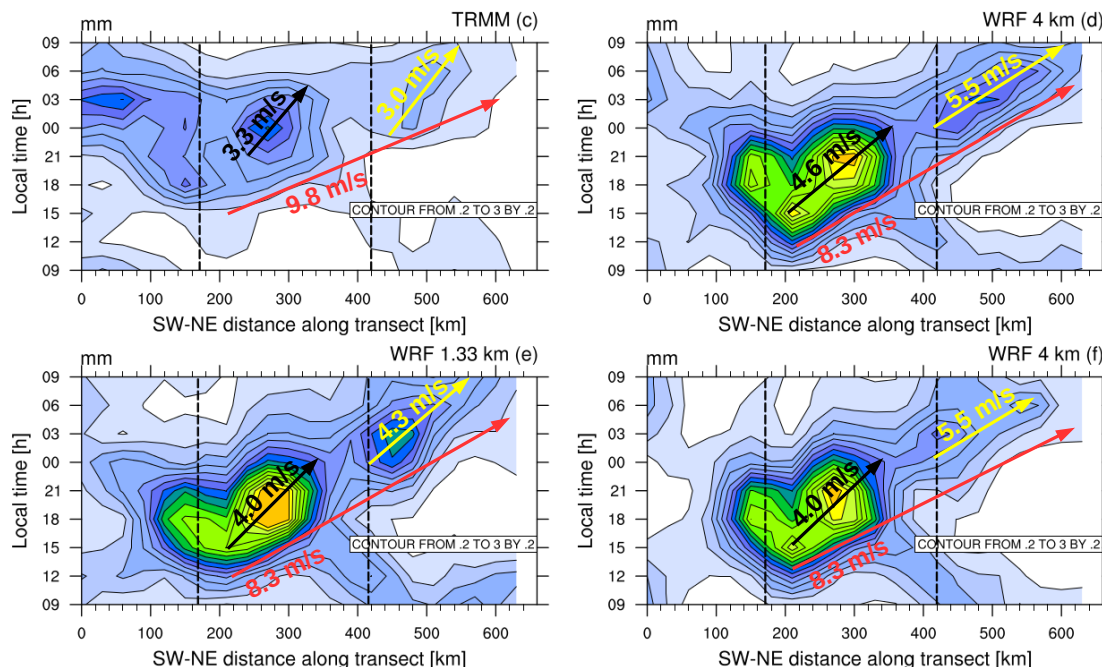 mm TRMM (c)
Local time [h]
09
06
03
00
21
18
15
12
09
3.3 m/s
3.0 m/s
9.8 m/s
CONTOUR FROM .2 TO 3 BY .2
0 100 200 300 400 500 600
SW-NE distance along transect [km]
mm WRF 4 km (d)
Local time [h]
09
06
03
00
21
18
15
12
09
4.6 m/s
5.5 m/s
8.3 m/s
CONTOUR FROM .2 TO 3 BY .2
0 100 200 300 400 500 600
SW-NE distance along transect [km]
mm WRF 1.33 km (e)
Local time [h]
09
06
03
00
21
18
15
12
09
4.0 m/s
4.3 m/s
8.3 m/s
CONTOUR FROM .2 TO 3 BY .2
0 100 200 300 400 500 600
SW-NE distance along transect [km]
mm WRF 4 km (f)
Local time [h]
09
06
03
00
21
18
15
12
09
4.0 m/s
5.5 m/s
8.3 m/s
CONTOUR FROM .2 TO 3 BY .2
0 100 200 300 400 500 600
SW-NE distance along transect [km]